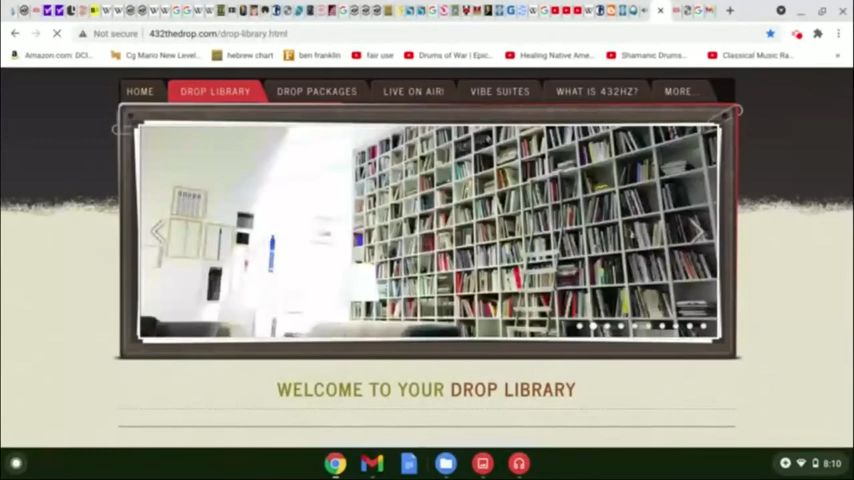 Not secure | 432thedrop.com/drop-library.html
Amazon.com: DCI... Cg Mario New Level... hebrew chart ben franklin fair use Drums of War | Epic... Healing Native Ame... Shamanic Drums... Classical Music Ra...
HOME DROP LIBRARY DROP PACKAGES LIVE ON AIR! VIBE SUITES WHAT IS 432HZ? MORE...
WELCOME TO YOUR DROP LIBRARY
8:10